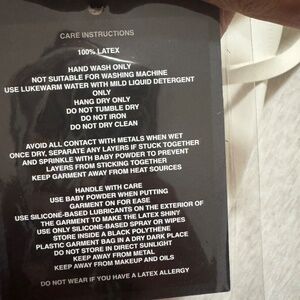 CARE INSTRUCTIONS
100% LATEX
HAND WASH ONLY
NOT SUITABLE FOR WASHING MACHINE
USE LUKEWARM WATER WITH MILD LIQUID DETERGENT
ONLY
HANG DRY ONLY
DO NOT TUMBLE DRY
DO NOT IRON
DO NOT DRY CLEAN
AVOID ALL CONTACT WITH METALS WHEN WET
ONCE DRY, SEPARATE ANY LAYERS IF STUCK TOGETHER
AND SPRINKLE WITH BABY POWDER TO PREVENT
LAYERS FROM STICKING TOGETHER
KEEP GARMENT AWAY FROM HEAT SOURCES
HANDLE WITH CARE
USE BABY POWDER WHEN PUTTING
GARMENT ON FOR EASE
USE SILICONE-BASED LUBRICANTS ON THE EXTERIOR OF
THE GARMENT TO MAKE THE LATEX SHINY
USE ONLY SILICONE-BASED SPRAY OR WIPES
STORE INSIDE A BLACK POLYTHENE
PLASTIC GARMENT BAG IN A DRY DARK PLACE
DO NOT STORE IN DIRECT SUNLIGHT
KEEP AWAY FROM METAL
KEEP AWAY FROM MAKEUP AND OILS
DO NOT WEAR IF YOU HAVE A LATEX ALLERGY